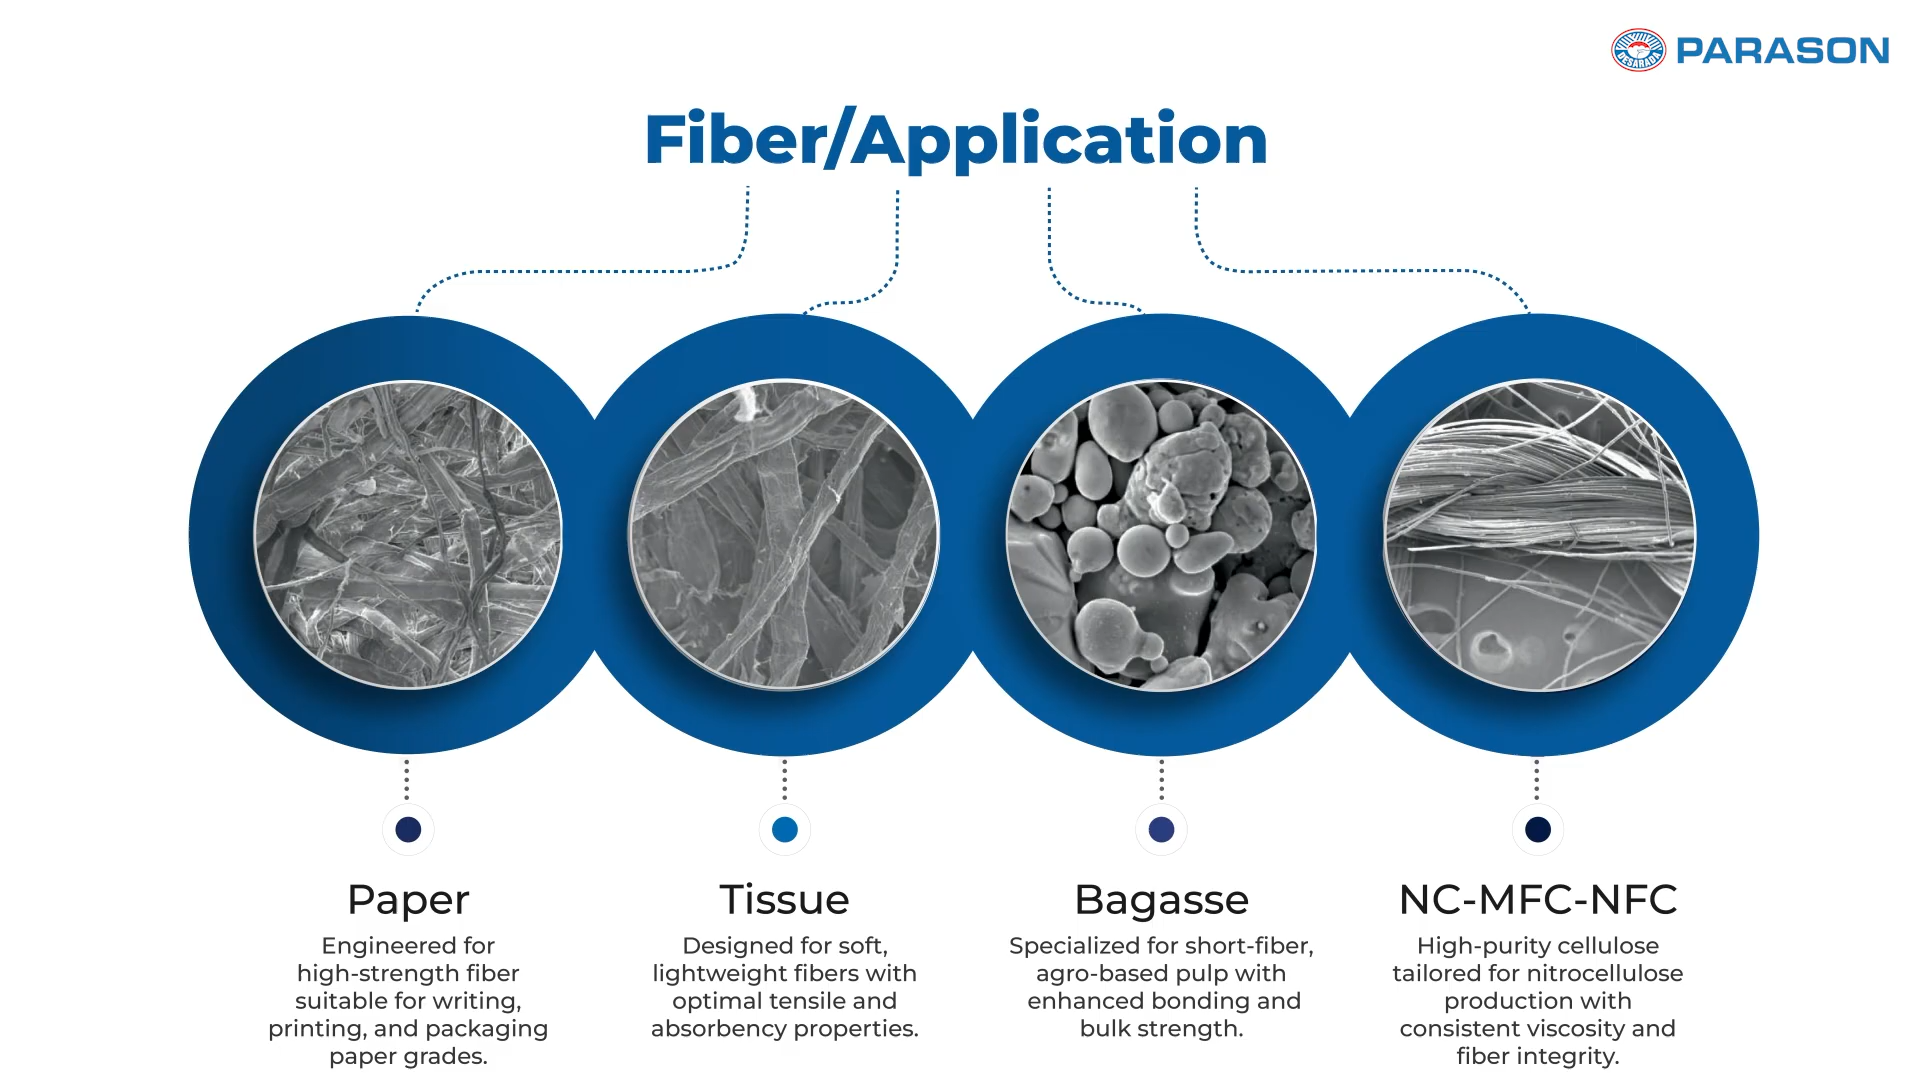 DESARADA
PARASON
Fiber/Application
Paper
Engineered for
high-strength fiber
suitable for writing,
printing, and packaging
paper grades.
Tissue
Designed for soft,
lightweight fibers with
optimal tensile and
absorbency properties.
Bagasse
Specialized for short-fiber,
agro-based pulp with
enhanced bonding and
bulk strength.
NC-MFC-NFC
High-purity cellulose
tailored for nitrocellulose
production with
consistent viscosity and
fiber integrity.